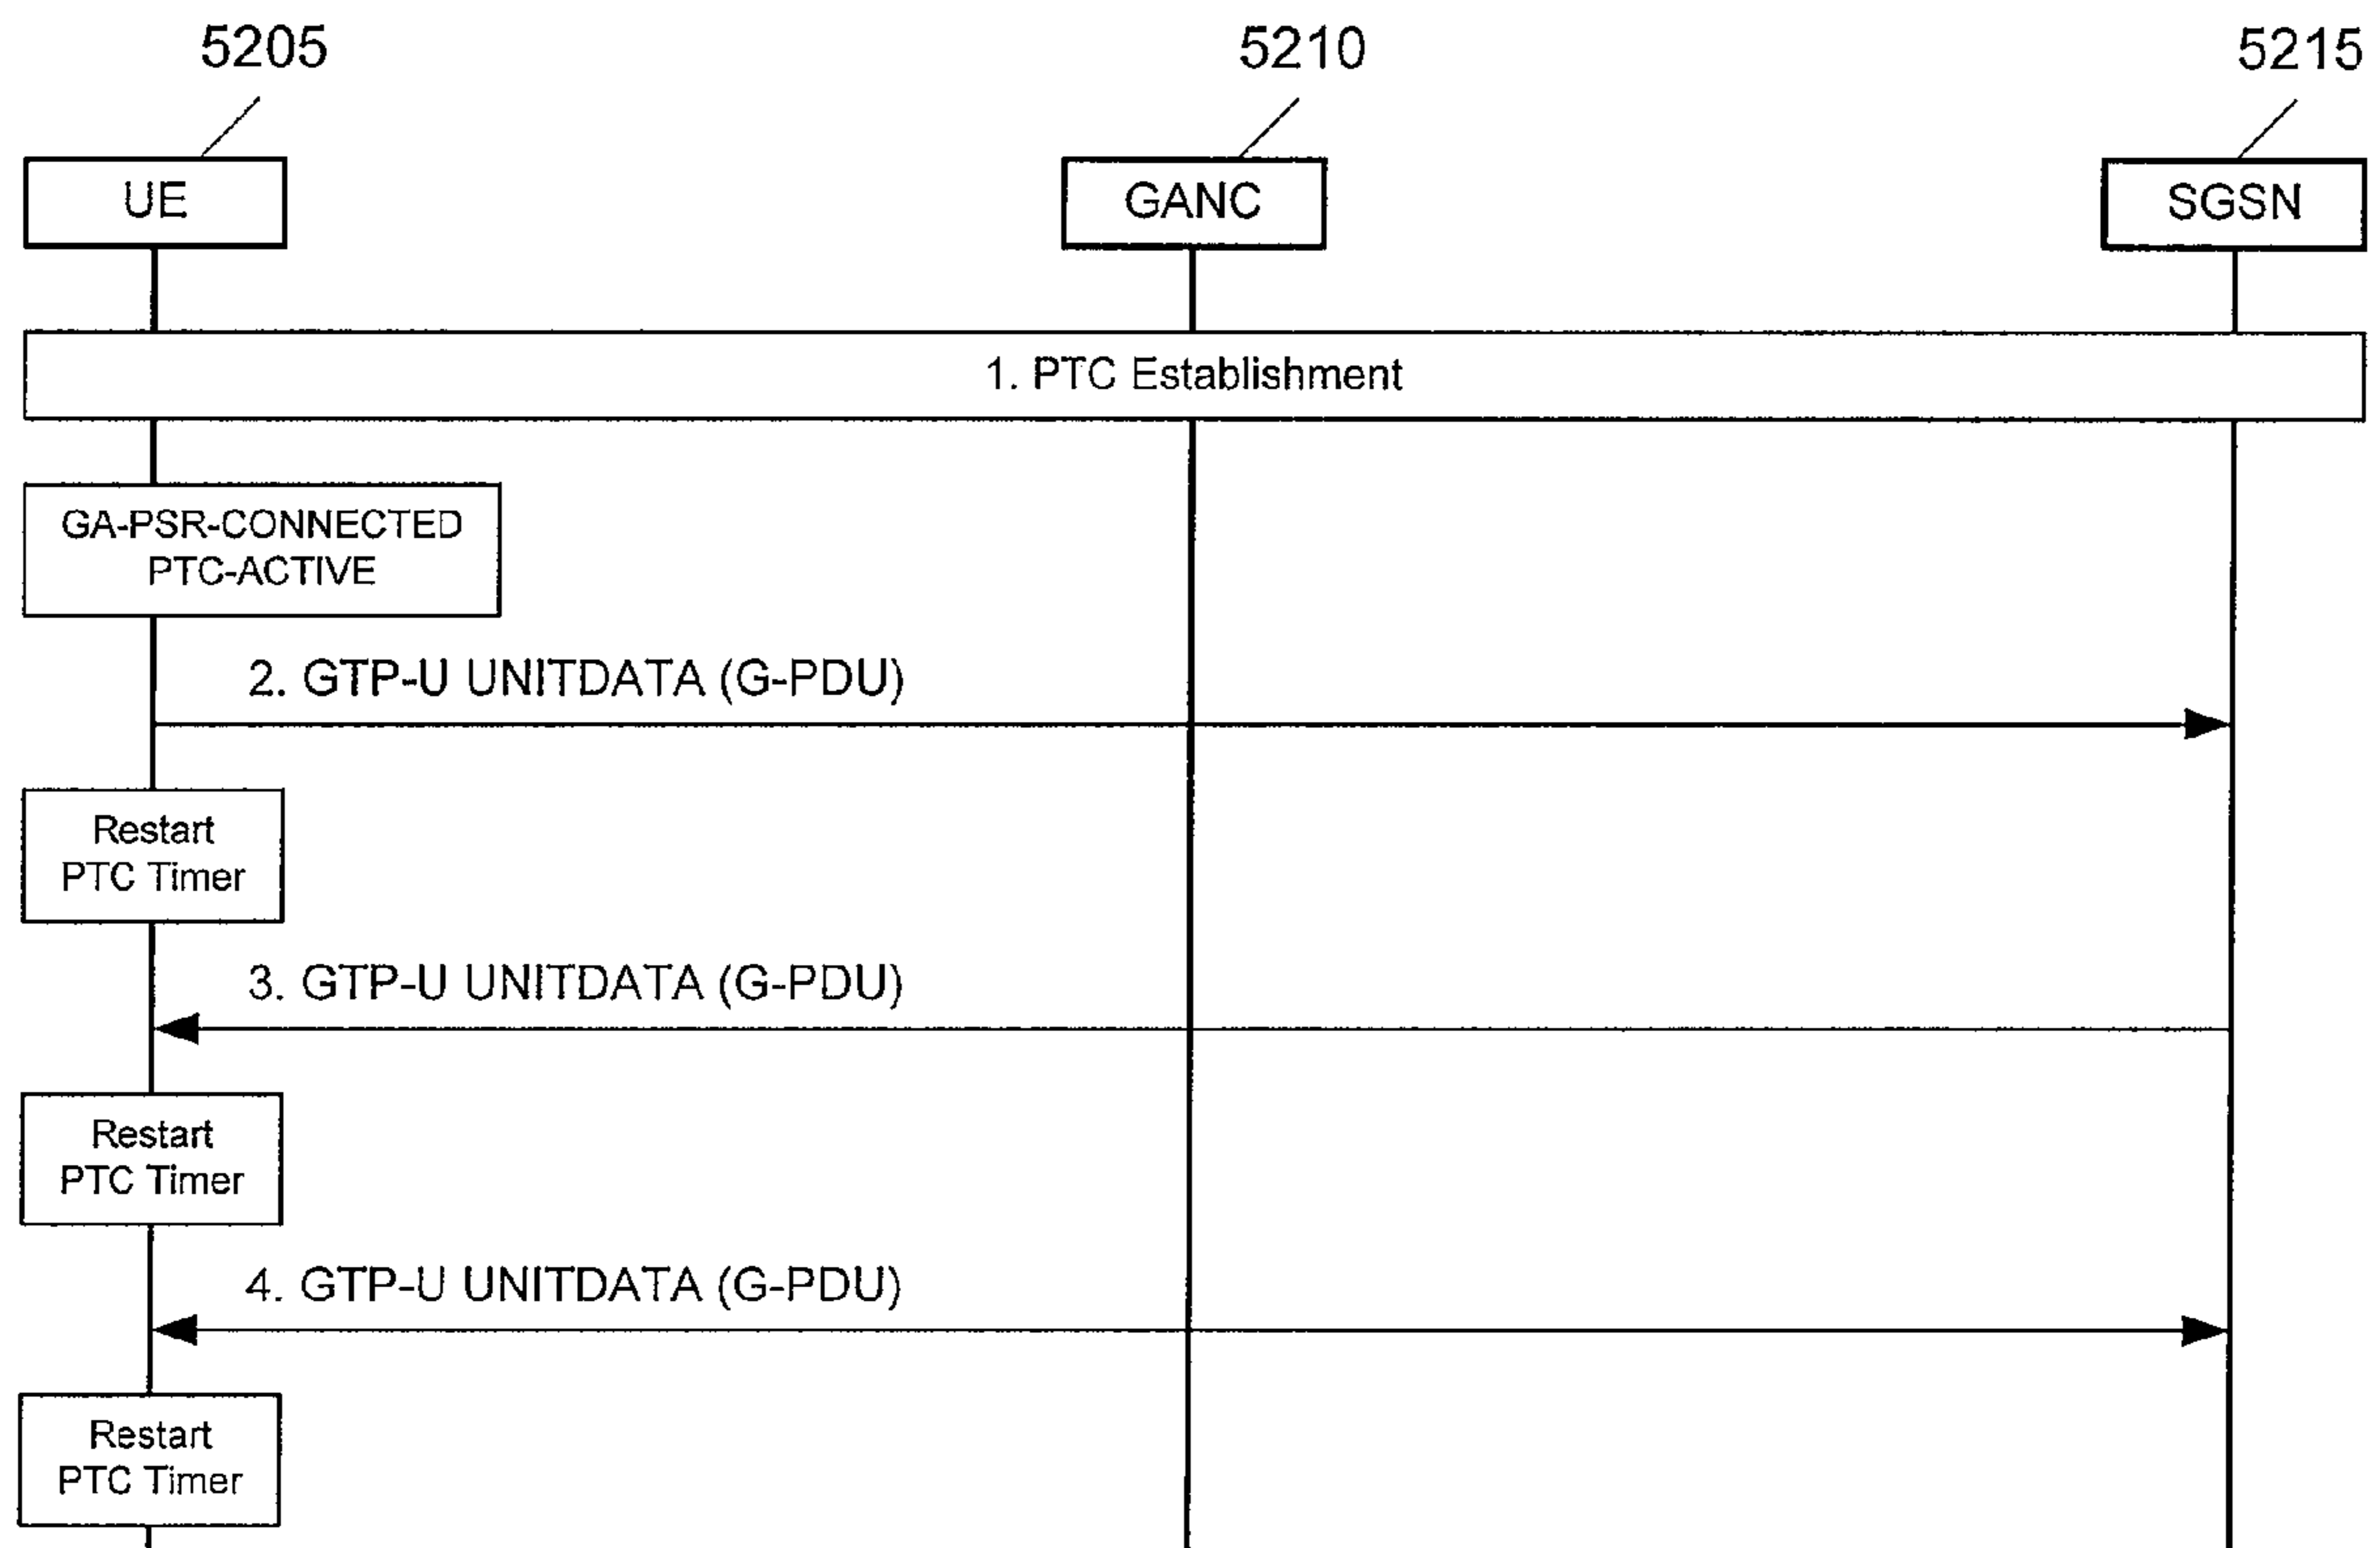 5205
5210
5215
UE
GANC
SGSN
1. PTC Establishment
GA-PSR-CONNECTED
PTC-ACTIVE
2. GTP-U UNITDATA (G-PDU)
Restart
PTC Timer
3. GTP-U UNITDATA (G-PDU)
Restart
PTC Timer
4. GTP-U UNITDATA (G-PDU)
Restart
PTC Timer